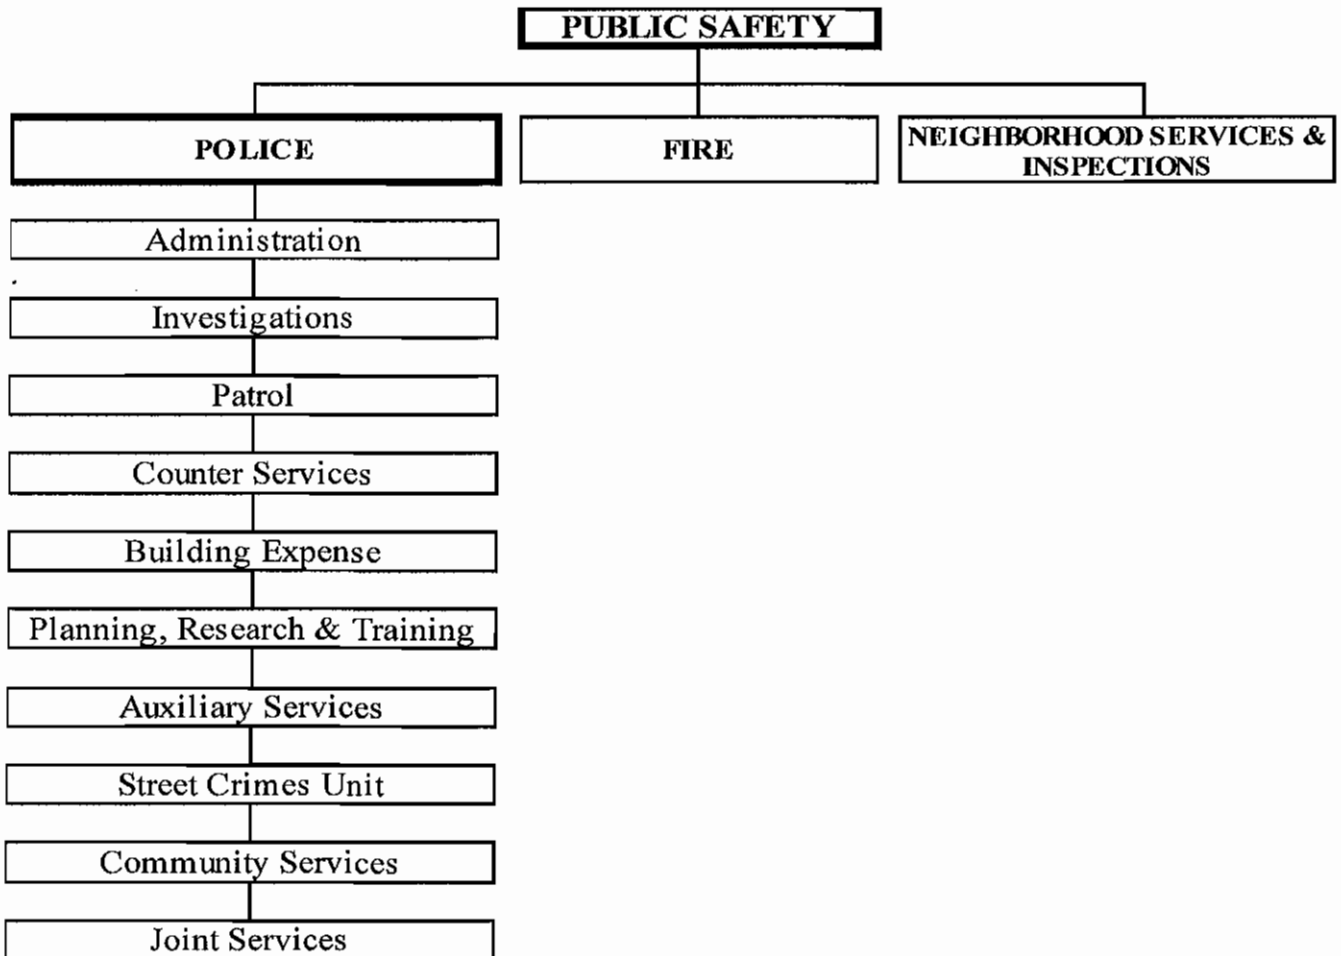 PUBLIC SAFETY
POLICE
FIRE
NEIGHBORHOOD SERVICES &
INSPECTIONS
Administration
Investigations
Patrol
Counter Services
Building Expense
Planning, Research & Training
Auxiliary Services
Street Crimes Unit
Community Services
Joint Services